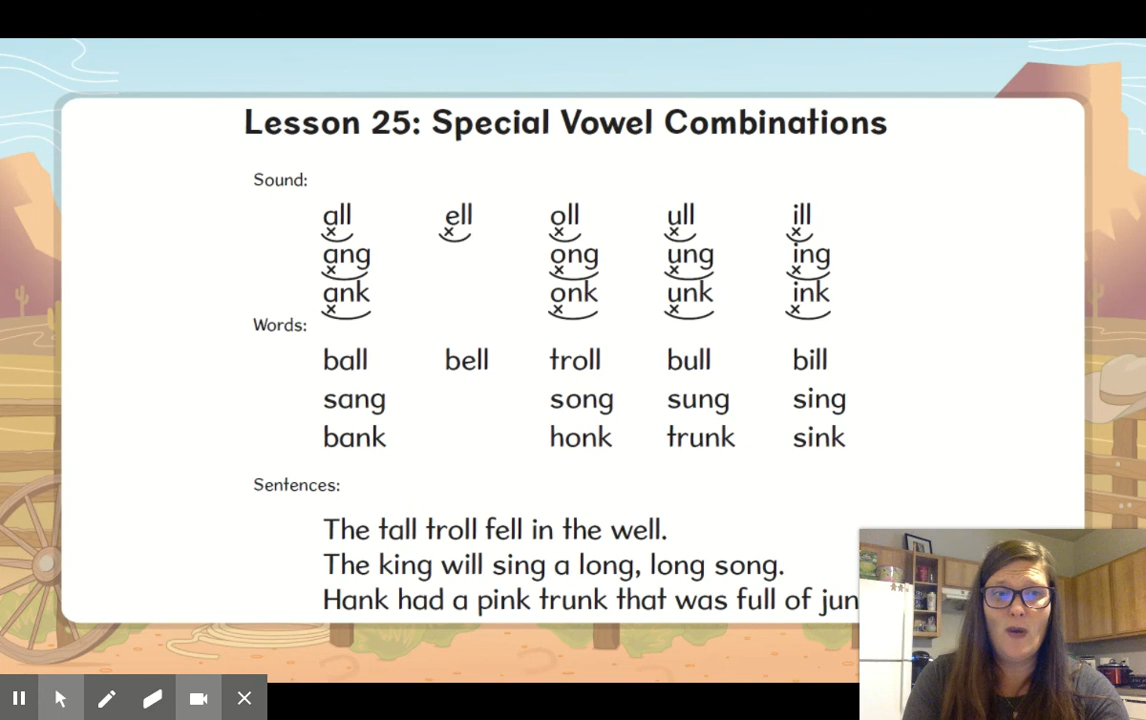 Lesson 25: Special Vowel Combinations
Sound:
all ell oll ull ill
ang ong ung ing
ank onk unk ink
Words:
ball bell troll bull bill
sang song sung sing
bank honk trunk sink
Sentences:
The tall troll fell in the well.
The king will sing a long, long song.
Hank had a pink trunk that was full of jun